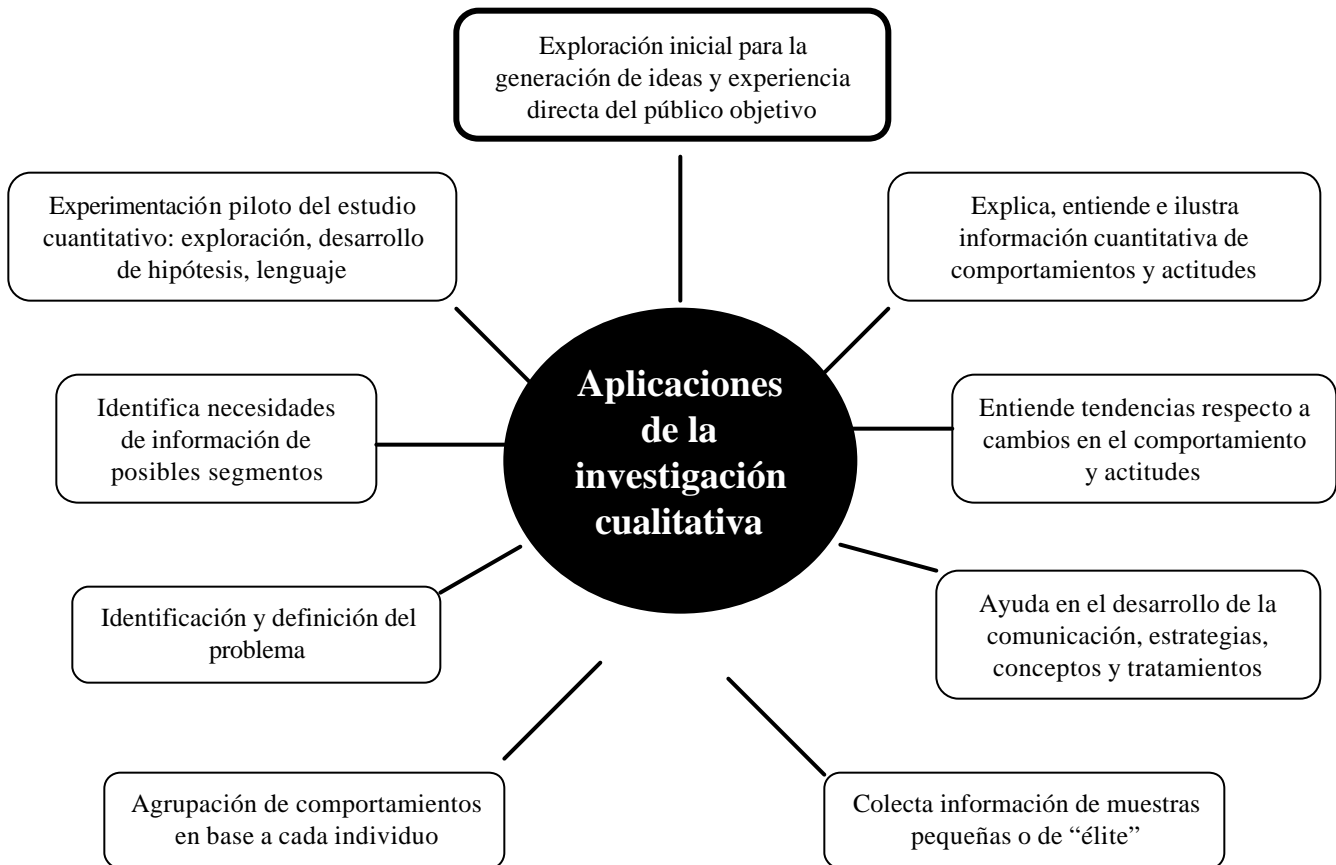 Exploración inicial para la
generación de ideas y experiencia
directa del público objetivo
Experimentación piloto del estudio
cuantitativo: exploración, desarrollo
de hipótesis, lenguaje
Explica, entiende e ilustra
información cuantitativa de
comportamientos y actitudes
Aplicaciones
de la
investigación
cualitativa
Identifica necesidades
de información de
posibles segmentos
Entiende tendencias respecto a
cambios en el comportamiento
y actitudes
Identificación y definición del
problema
Ayuda en el desarrollo de la
comunicación, estrategias,
conceptos y tratamientos
Agrupación de comportamientos
en base a cada individuo
Colecta información de muestras
pequeñas o de “élite”